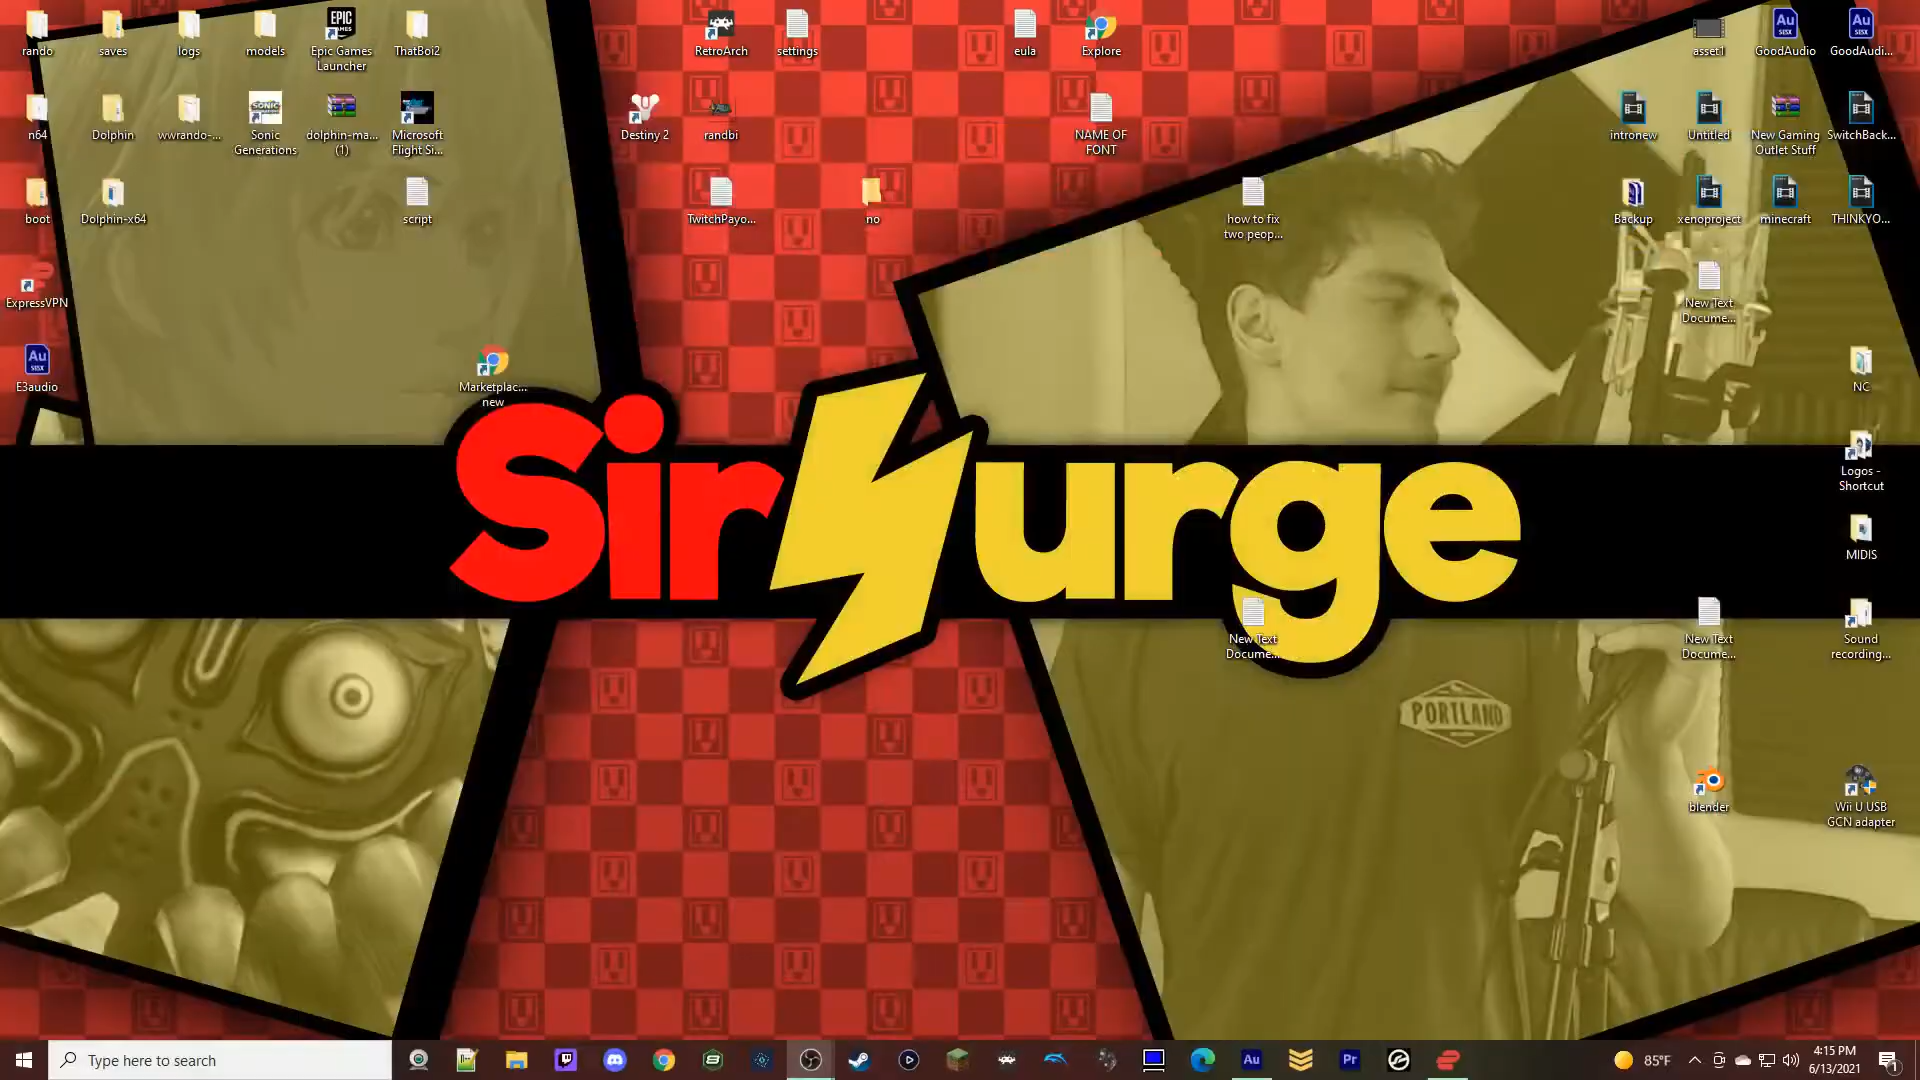 rando
saves
logs
models
Epic Games
Launcher
ThatBoi2
RetroArch
settings
eula
Explore
asset1
GoodAudio
GoodAudi...
n64
Dolphin
wwrando-...
Sonic
Generations
dolphin-ma...
(1)
Microsoft
Flight Si...
Destiny 2
randbi
NAME OF
FONT
intronew
Untitled
New Gaming
Outlet Stuff
SwitchBack...
boot
Dolphin-x64
script
TwitchPayo...
no
how to fix
two peop...
Backup
xenoproject
minecraft
THINKYO...
ExpressVPN
New Text
Docume...
E3audio
Marketplac...
new
NC
Logos -
Shortcut
SirSurge
MIDIS
New Text
Docume...
New Text
Docume...
Sound
recording...
PORTLAND
blender
Wii U USB
GCN adapter
Type here to search
85°F
4:15 PM
6/13/2021